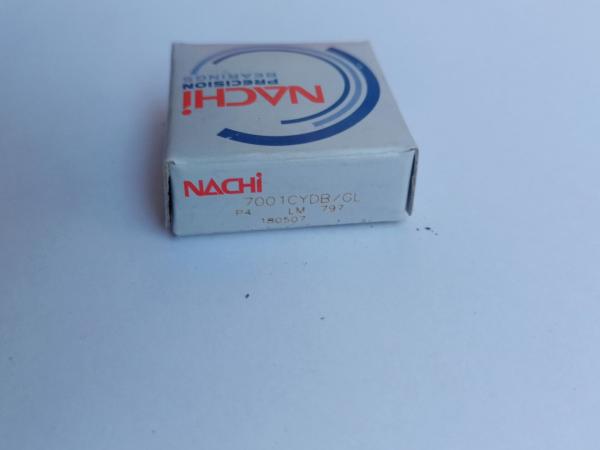 NACHi
PRECISION
BEARINGS
NACHi
7001CYDB/GL
P4 LM 797
180507